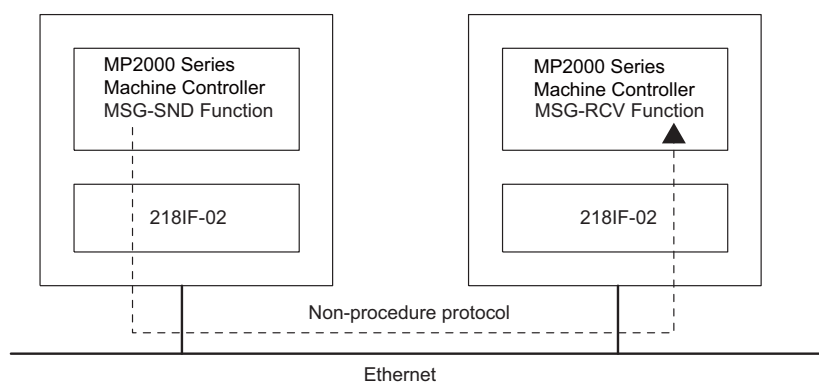 MP2000 Series
Machine Controller
MSG-SND Function
218IF-02
MP2000 Series
Machine Controller
MSG-RCV Function
218IF-02
Non-procedure protocol
Ethernet